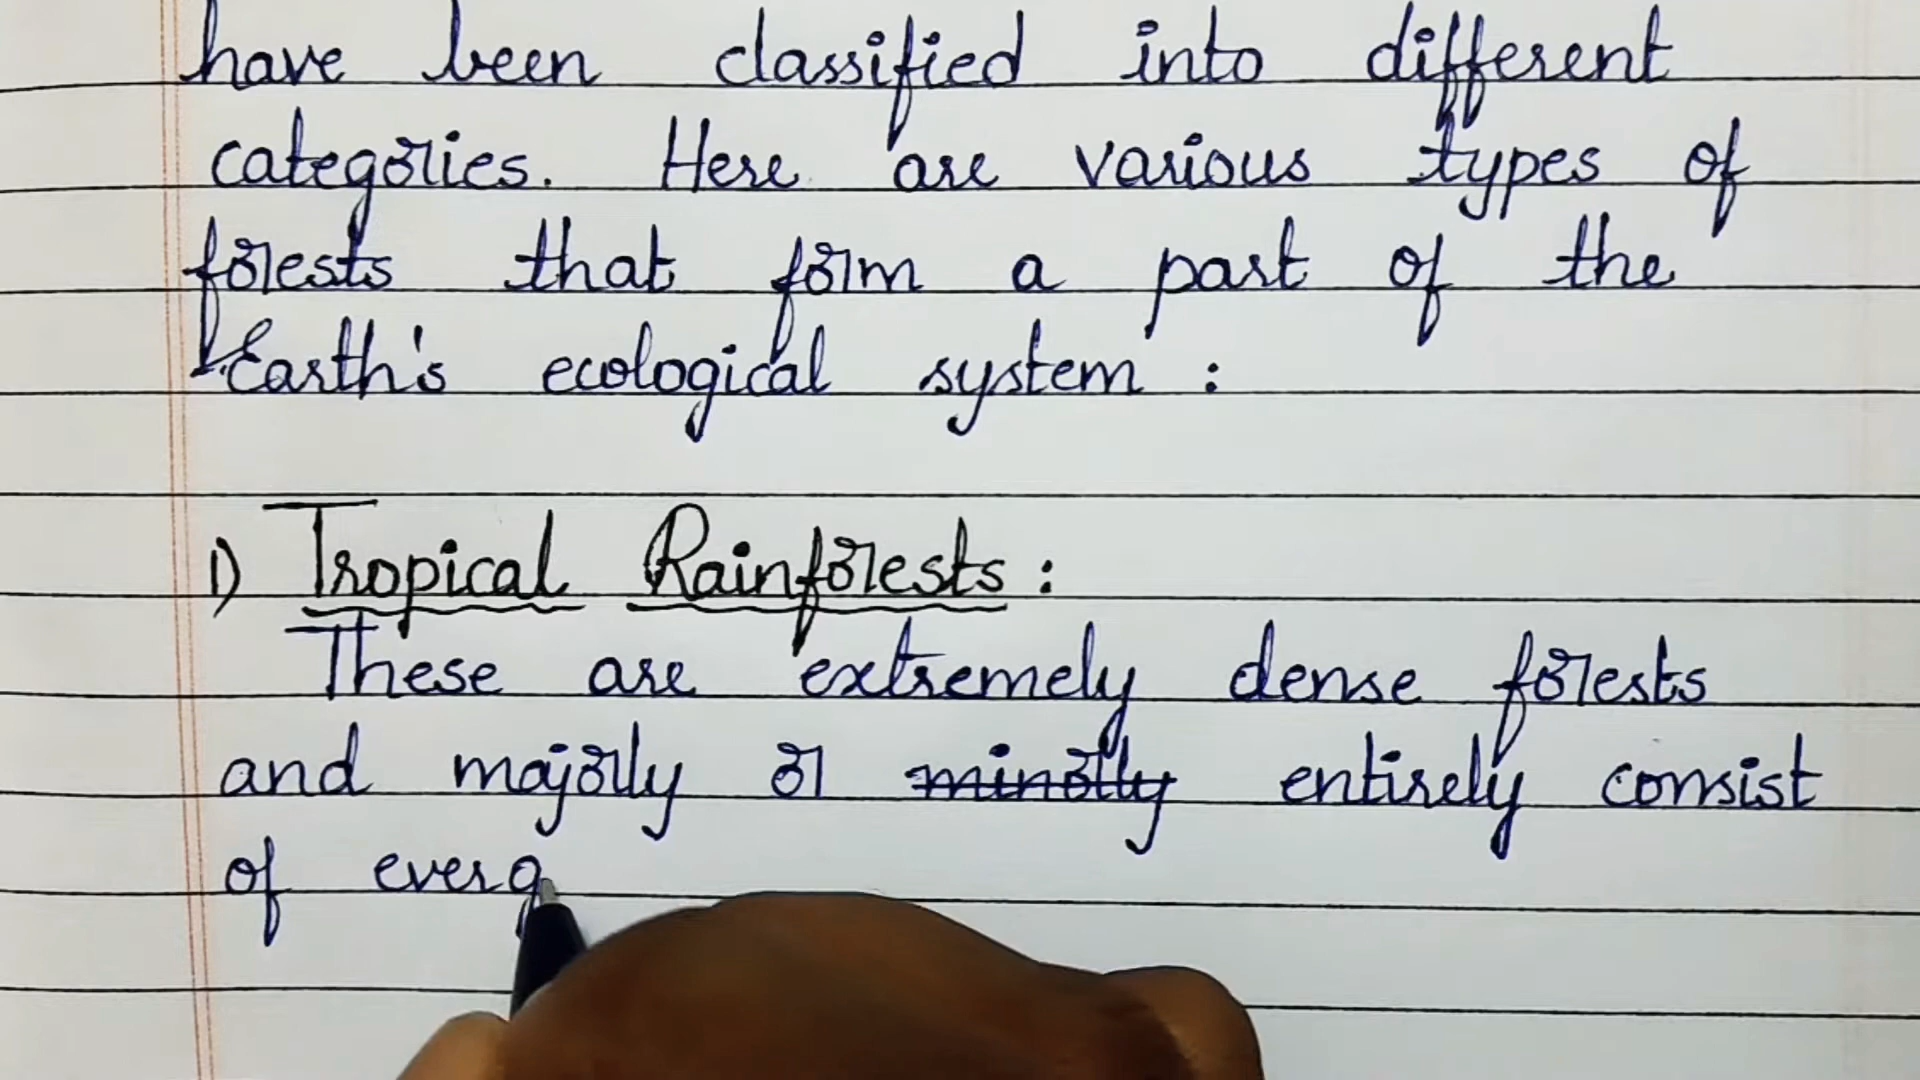 have been classified into different
categories. Here are various types of
forests that form a part of the
Earth's ecological system :
1) Tropical Rainforests :
These are extremely dense forests
and majorly or minorly entirely consist
of everg